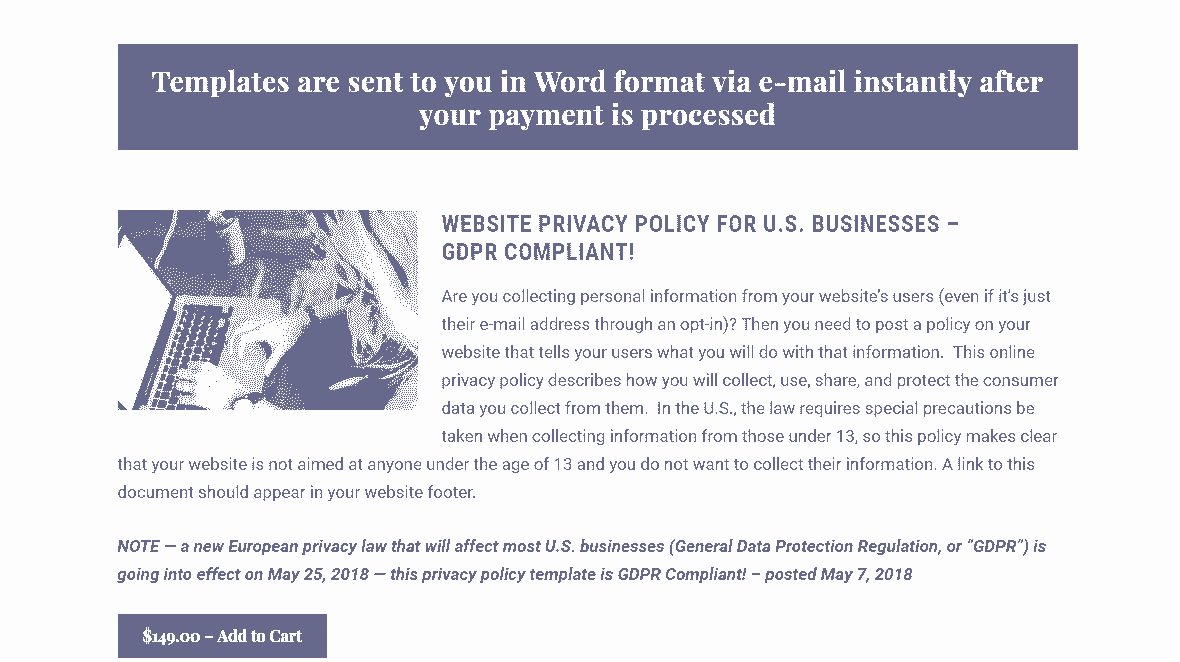 Templates are sent to you in Word format via e-mail instantly after
your payment is processed
WEBSITE PRIVACY POLICY FOR U.S. BUSINESSES –
GDPR COMPLIANT!
Are you collecting personal information from your website's users (even if it's just
their e-mail address through an opt-in)? Then you need to post a policy on your
website that tells your users what you will do with that information.  This online
privacy policy describes how you will collect, use, share, and protect the consumer
data you collect from them.  In the U.S., the law requires special precautions be
taken when collecting information from those under 13, so this policy makes clear
that your website is not aimed at anyone under the age of 13 and you do not want to collect their information. A link to this
document should appear in your website footer.
NOTE — a new European privacy law that will affect most U.S. businesses (General Data Protection Regulation, or “GDPR”) is
going into effect on May 25, 2018 — this privacy policy template is GDPR Compliant! – posted May 7, 2018
$149.00 – Add to Cart